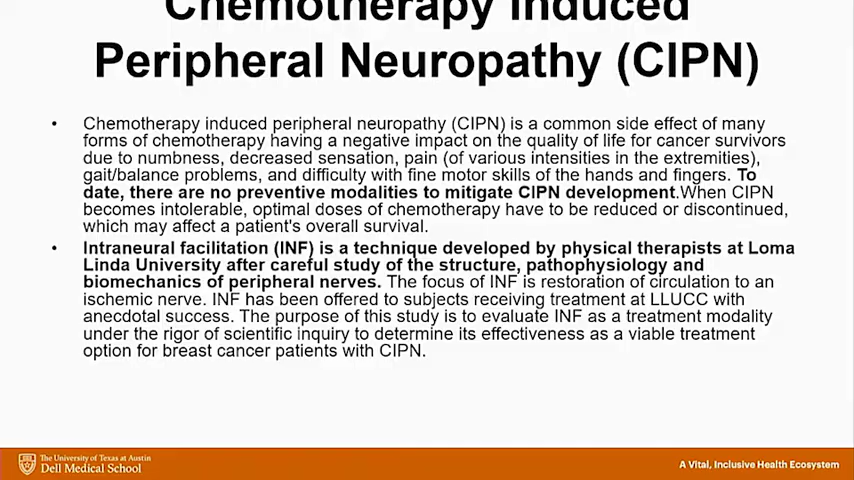 Chemotherapy Induced
Peripheral Neuropathy (CIPN)
• Chemotherapy induced peripheral neuropathy (CIPN) is a common side effect of many
forms of chemotherapy having a negative impact on the quality of life for cancer survivors
due to numbness, decreased sensation, pain (of various intensities in the extremities),
gait/balance problems, and difficulty with fine motor skills of the hands and fingers. To
date, there are no preventive modalities to mitigate CIPN development.When CIPN
becomes intolerable, optimal doses of chemotherapy have to be reduced or discontinued,
which may affect a patient's overall survival.
• Intraneural facilitation (INF) is a technique developed by physical therapists at Loma
Linda University after careful study of the structure, pathophysiology and
biomechanics of peripheral nerves. The focus of INF is restoration of circulation to an
ischemic nerve. INF has been offered to subjects receiving treatment at LLUCC with
anecdotal success. The purpose of this study is to evaluate INF as a treatment modality
under the rigor of scientific inquiry to determine its effectiveness as a viable treatment
option for breast cancer patients with CIPN.
The University of Texas at Austin
Dell Medical School
A Vital, Inclusive Health Ecosystem